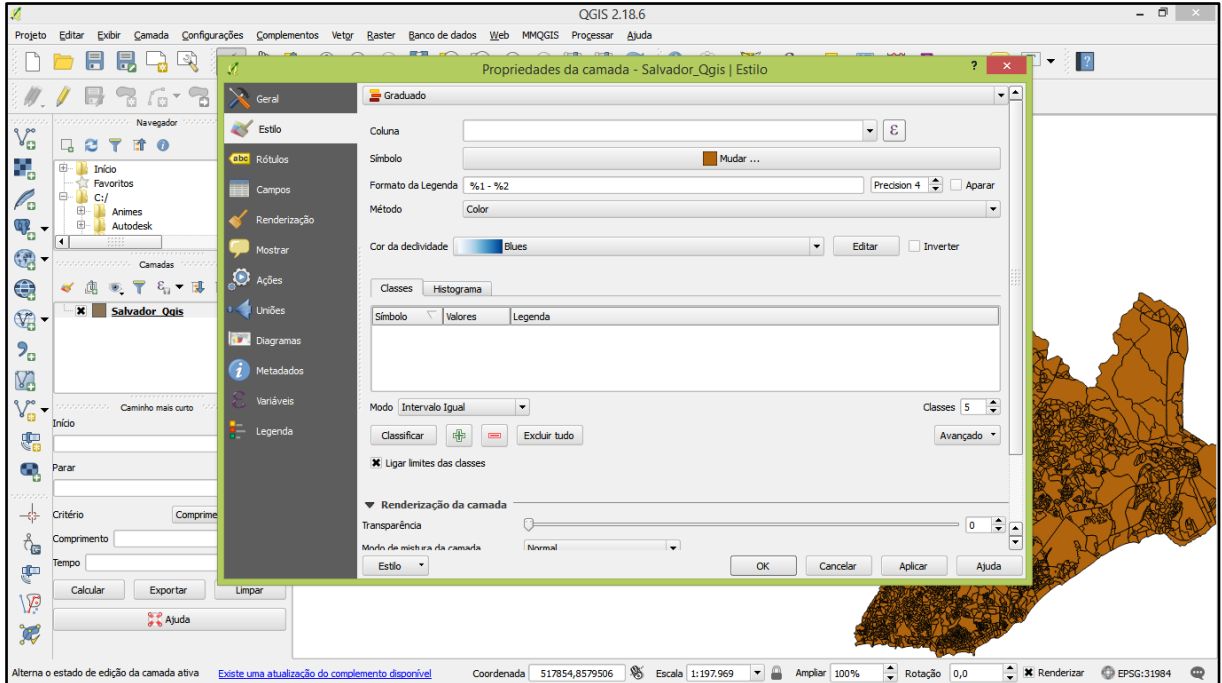 QGIS 2.18.6
Projeto Editar Exibir Camada Configurações Complementos Vetor Raster Banco de dados Web MMQGIS Processar Ajuda
Propriedades da camada - Salvador_Qgis | Estilo
Navegador
Início
Favoritos
C:/
Animes
Autodesk
Camadas
Salvador_Qgis
Caminho mais curto
Início
Parar
Critério Comprime
Comprimento
Tempo
Calcular Exportar Limpar
Ajuda
Geral
Estilo
abc Rótulos
Campos
Renderização
Mostrar
Ações
Uniões
Diagramas
Metadados
Variáveis
Legenda
Graduado
Coluna ε
Símbolo Mudar ...
Formato da Legenda %1 - %2 Precision 4 Aparar
Método Color
Cor da declividade Blues Editar Inverter
Classes Histograma
Símbolo Valores Legenda
Modo Intervalo Igual Classes 5
Classificar Excluir tudo Avançado
Ligar limites das classes
Renderização da camada
Transparência 0
Modo de mistura da camada Normal
Estilo OK Cancelar Aplicar Ajuda
Alterna o estado de edição da camada ativa Existe uma atualização do complemento disponível Coordenada 517854,8579506 Escala 1:197.969 Ampliar 100% Rotação 0,0 Renderizar EPSG:31984